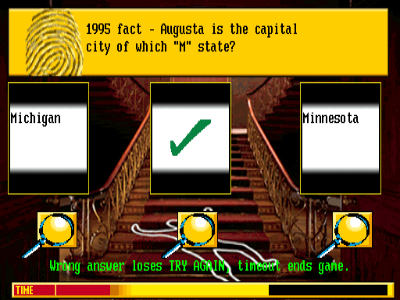 1995 fact - Augusta is the capital
city of which "M" state?
Michigan
Minnesota
Wrong answer loses TRY AGAIN, timeout ends game.
TIME